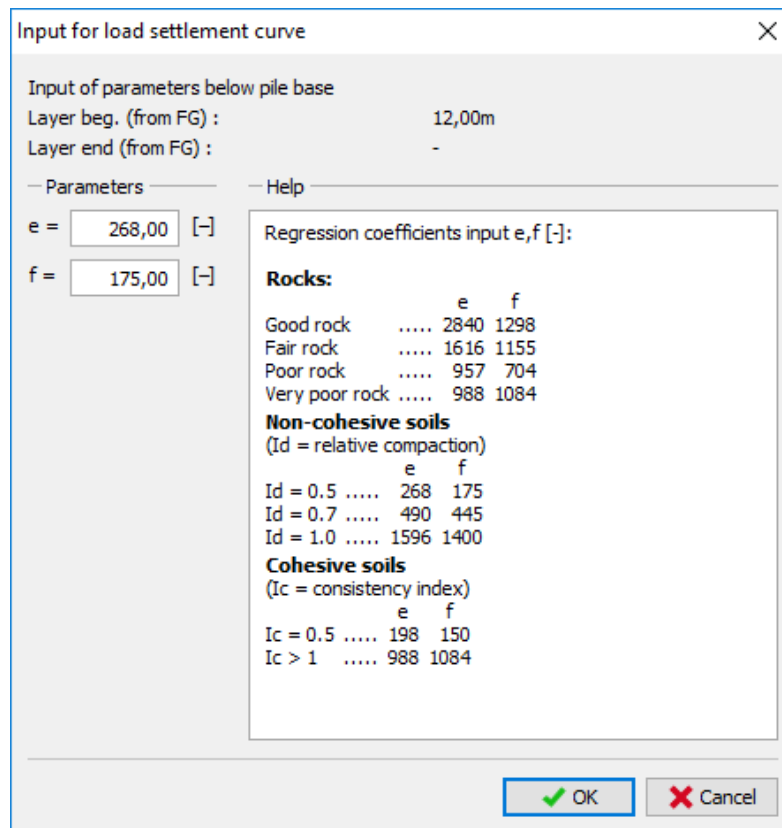 Input for load settlement curve
Input of parameters below pile base
Layer beg. (from FG) : 12,00m
Layer end (from FG) : -
Parameters
e = 268,00 [–]
f = 175,00 [–]
Help
Regression coefficients input e,f [-]:
Rocks:
e f
Good rock ..... 2840 1298
Fair rock ..... 1616 1155
Poor rock ..... 957 704
Very poor rock ..... 988 1084
Non-cohesive soils
(Id = relative compaction)
e f
Id = 0.5 ..... 268 175
Id = 0.7 ..... 490 445
Id = 1.0 ..... 1596 1400
Cohesive soils
(Ic = consistency index)
e f
Ic = 0.5 ..... 198 150
Ic > 1 ..... 988 1084
OK Cancel